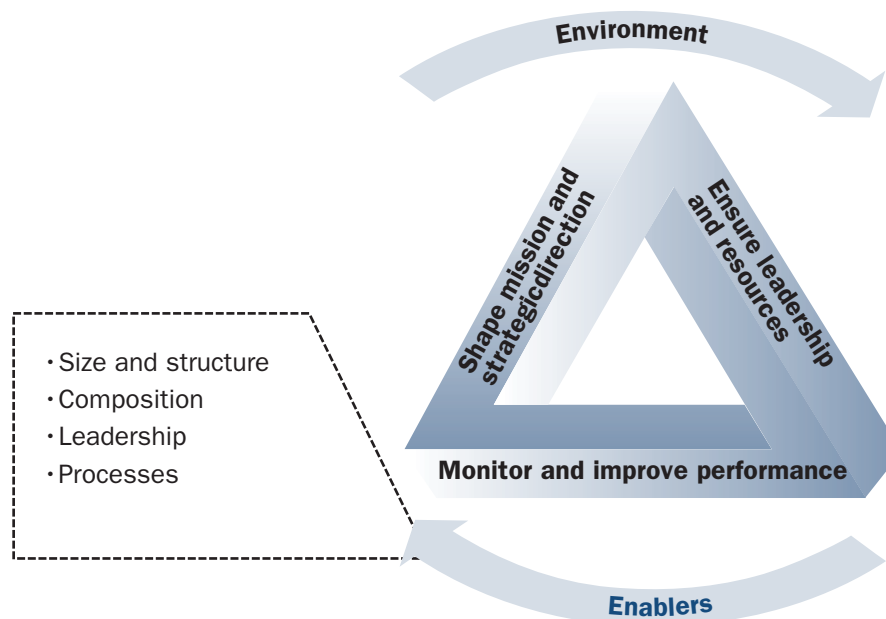 Environment
Shape mission and
strategicdirection
Ensure leadership
and resources
· Size and structure
· Composition
· Leadership
· Processes
Monitor and improve performance
Enablers